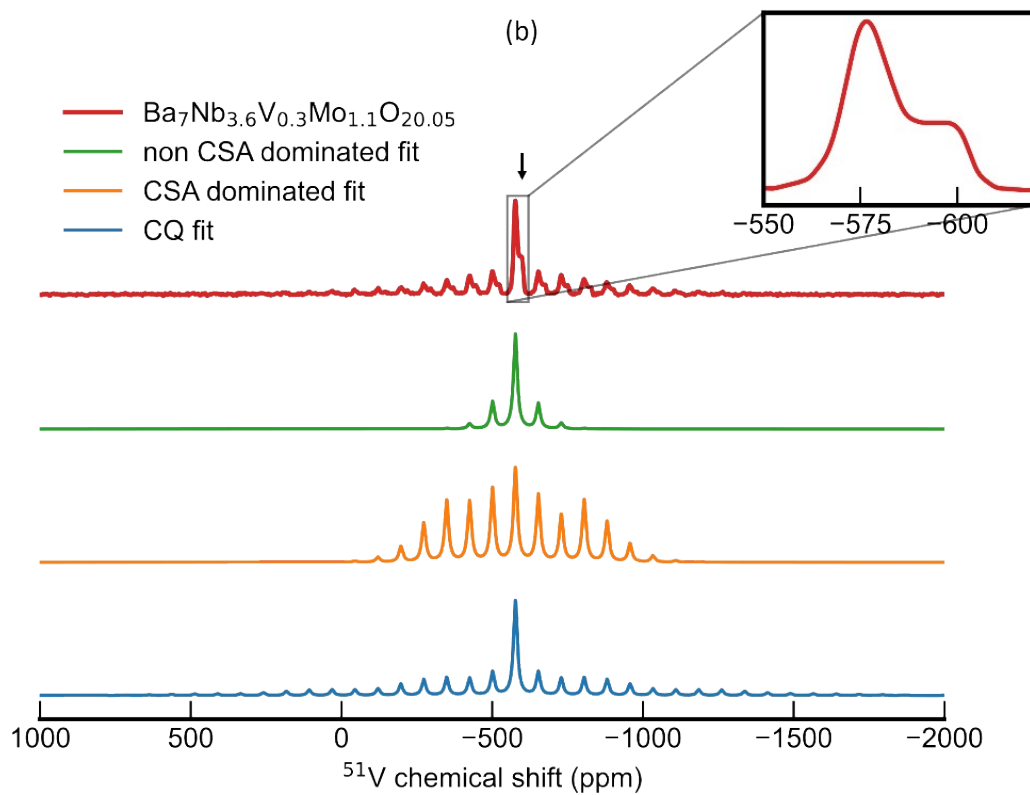 (b)
Ba₇Nb₃.₆V₀.₃Mo₁.₁O₂₀.₀₅
non CSA dominated fit
CSA dominated fit
CQ fit
−550 −575 −600
1000 500 0 −500 −1000 −1500 −2000
⁵¹V chemical shift (ppm)